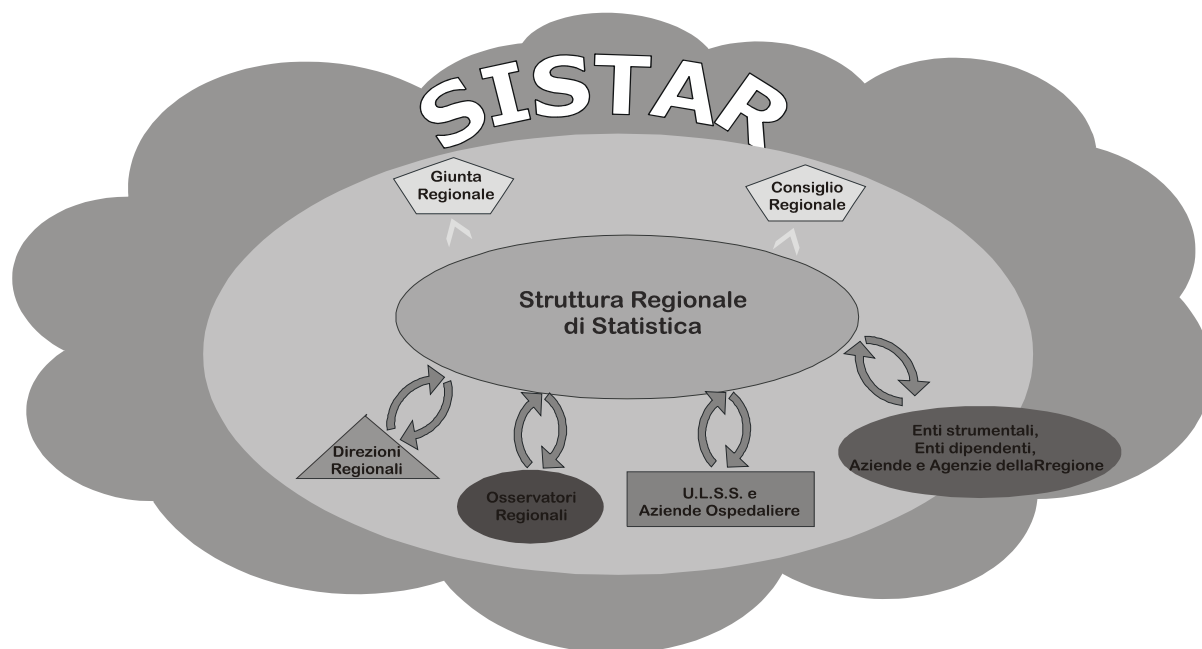 SISTAR
Giunta
Regionale
Consiglio
Regionale
Struttura Regionale
di Statistica
Direzioni
Regionali
Osservatori
Regionali
U.L.S.S. e
Aziende Ospedaliere
Enti strumentali,
Enti dipendenti,
Aziende e Agenzie dellaRregione